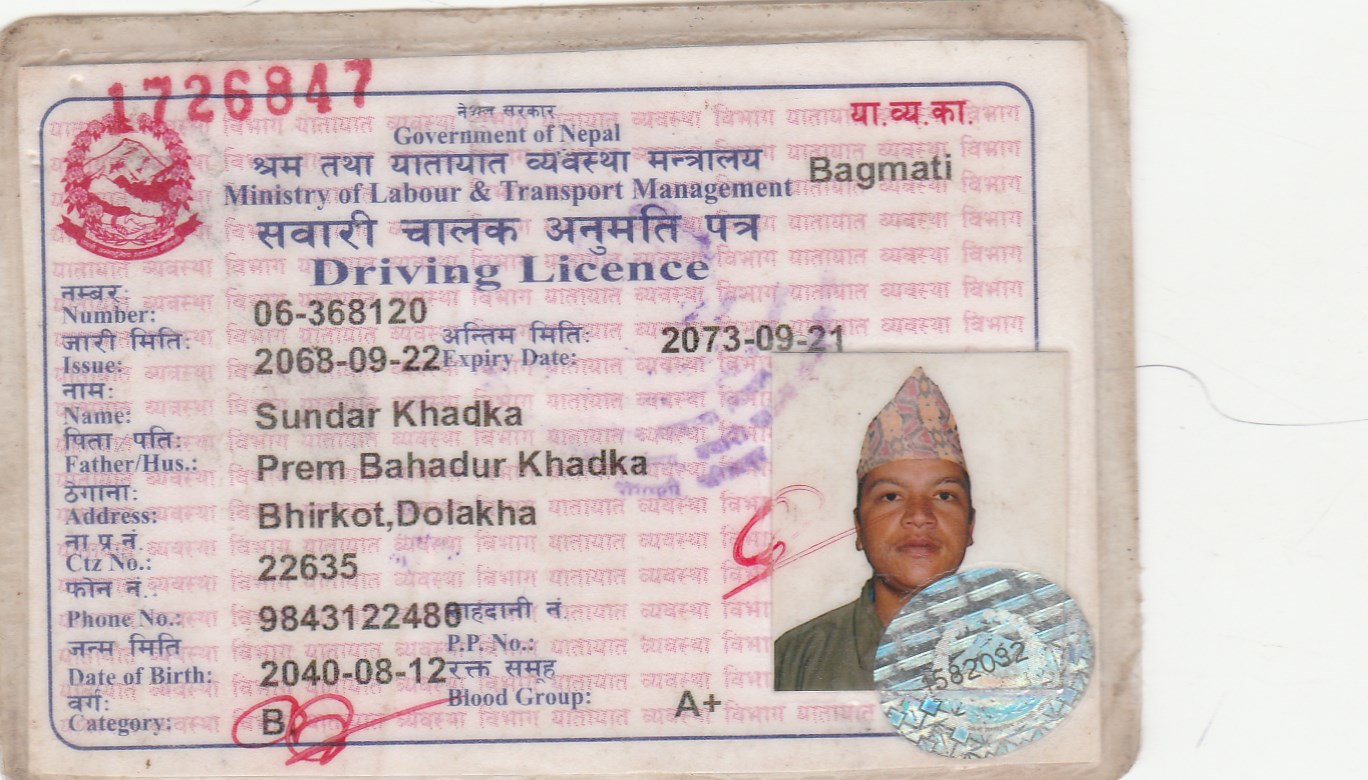 1726847
नेपाल सरकार
या.व्य.का.
Government of Nepal
श्रम तथा यातायात व्यवस्था मन्त्रालय
Bagmati
Ministry of Labour & Transport Management
सवारी चालक अनुमति पत्र
Driving Licence
नम्बर:
Number: 06-368120
जारी मिति: अन्तिम मिति:
Issue: 2068-09-22 Expiry Date: 2073-09-21
नाम:
Name: Sundar Khadka
पिता पति:
Father/Hus.: Prem Bahadur Khadka
ठेगाना:
Address: Bhirkot,Dolakha
ना.प्र.नं.
Ctz No.: 22635
फोन नं.:
Phone No.: 9843122486 राहदानी नं.
P.P. No.:
जन्म मिति
Date of Birth: 2040-08-12 रक्त समूह
वर्ग: Blood Group: A+
Category: B
582092